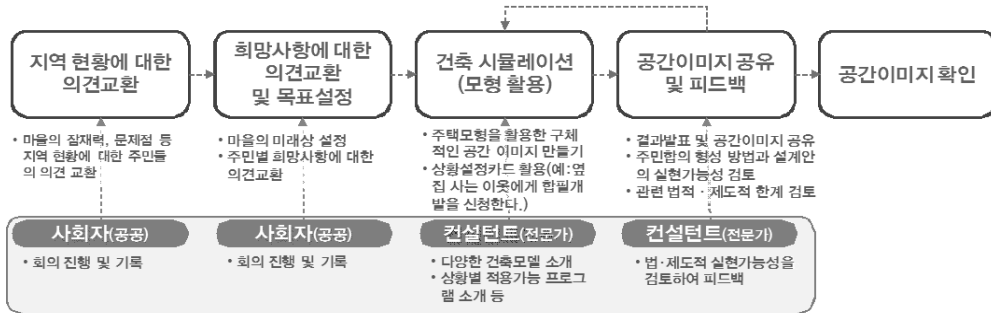 지역 현황에 대한
의견교환
희망사항에 대한
의견교환
및 목표설정
건축 시뮬레이션
(모형 활용)
공간이미지 공유
및 피드백
공간이미지 확인
• 마을의 잠재력, 문제점 등
지역 현황에 대한 주민들
의 의견 교환
• 마을의 미래상 설정
• 주민별 희망사항에 대한
의견교환
• 주택모형을 활용한 구체
적인 공간 이미지 만들기
• 상황설정카드 활용(예:옆
집 사는 이웃에게 합필개
발을 신청한다.)
• 결과발표 및 공간이미지 공유
• 주민합의 형성 방법과 설계안
의 실현가능성 검토
• 관련 법적·제도적 한계 검토
사회자(공공)
• 회의 진행 및 기록
사회자(공공)
• 회의 진행 및 기록
컨설턴트(전문가)
• 다양한 건축모델 소개
• 상황별 적용가능 프로그
램 소개 등
컨설턴트(전문가)
• 법·제도적 실현가능성을
검토하여 피드백